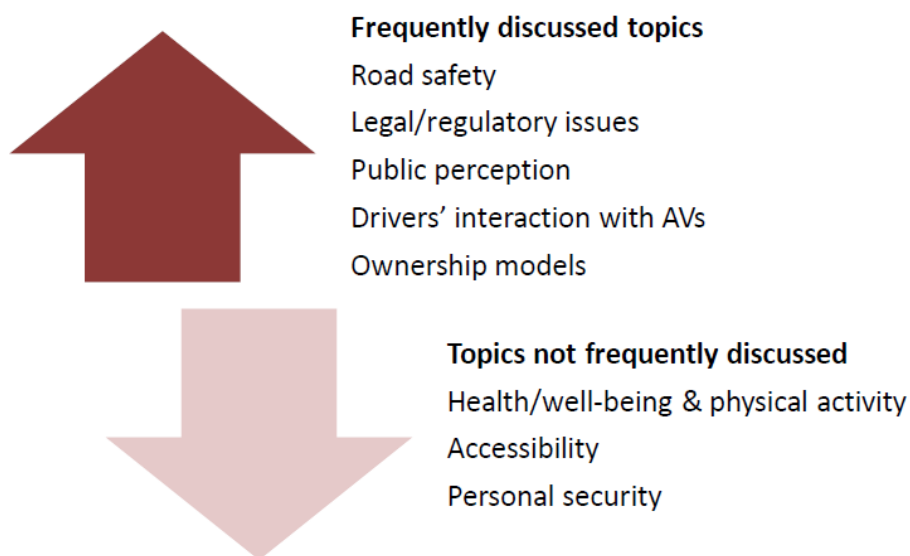 Frequently discussed topics
Road safety
Legal/regulatory issues
Public perception
Drivers’ interaction with AVs
Ownership models
Topics not frequently discussed
Health/well-being & physical activity
Accessibility
Personal security